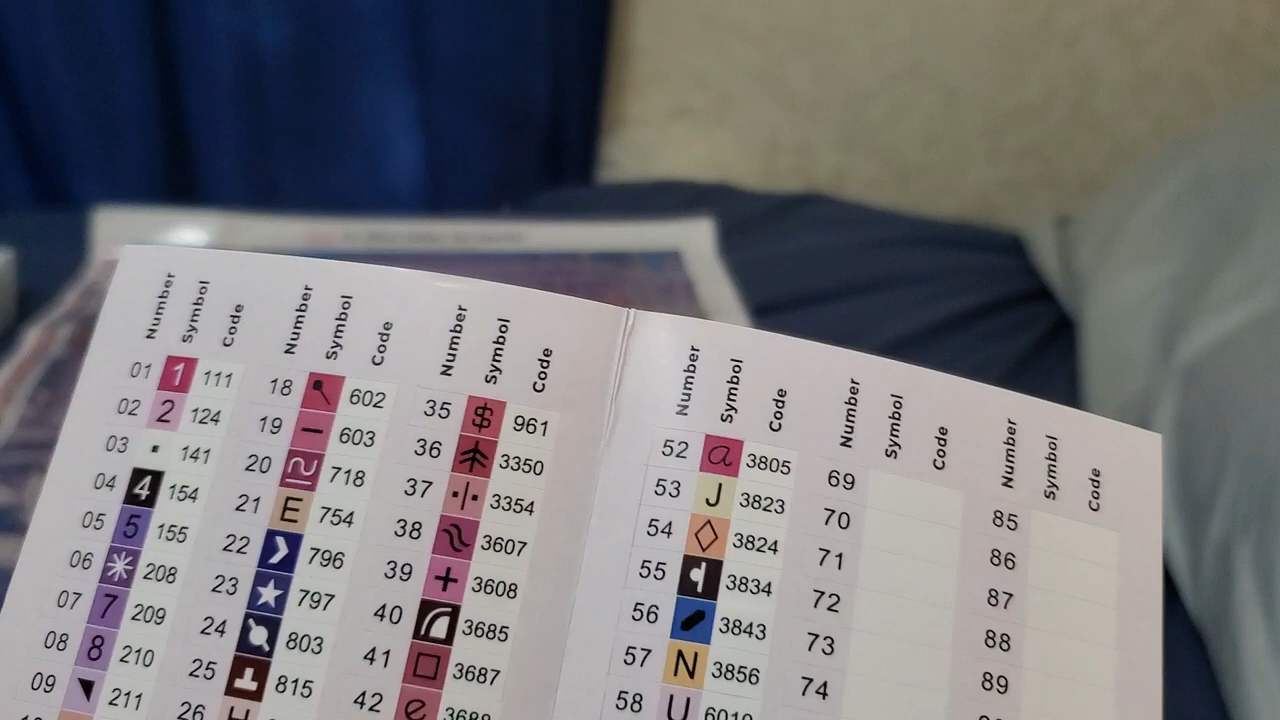 Number Symbol Code Number Symbol Code Number Symbol Code Number Symbol Code Number Symbol Code Number Symbol Code
01 1 111 18 602 35 $ 961 52 a 3805 69 85
02 2 124 19 — 603 36 3350 53 J 3823 70 86
03 · 141 20 718 37 3354 54 ◇ 3824 71 87
04 4 154 21 E 754 38 3607 55 3834 72 88
05 5 155 22 796 39 + 3608 56 3843 73 89
06 208 23 ★ 797 40 3685 57 N 3856 74
07 7 209 24 803 41 □ 3687 58 U
08 8 210 25 815 42 e
09 211 26